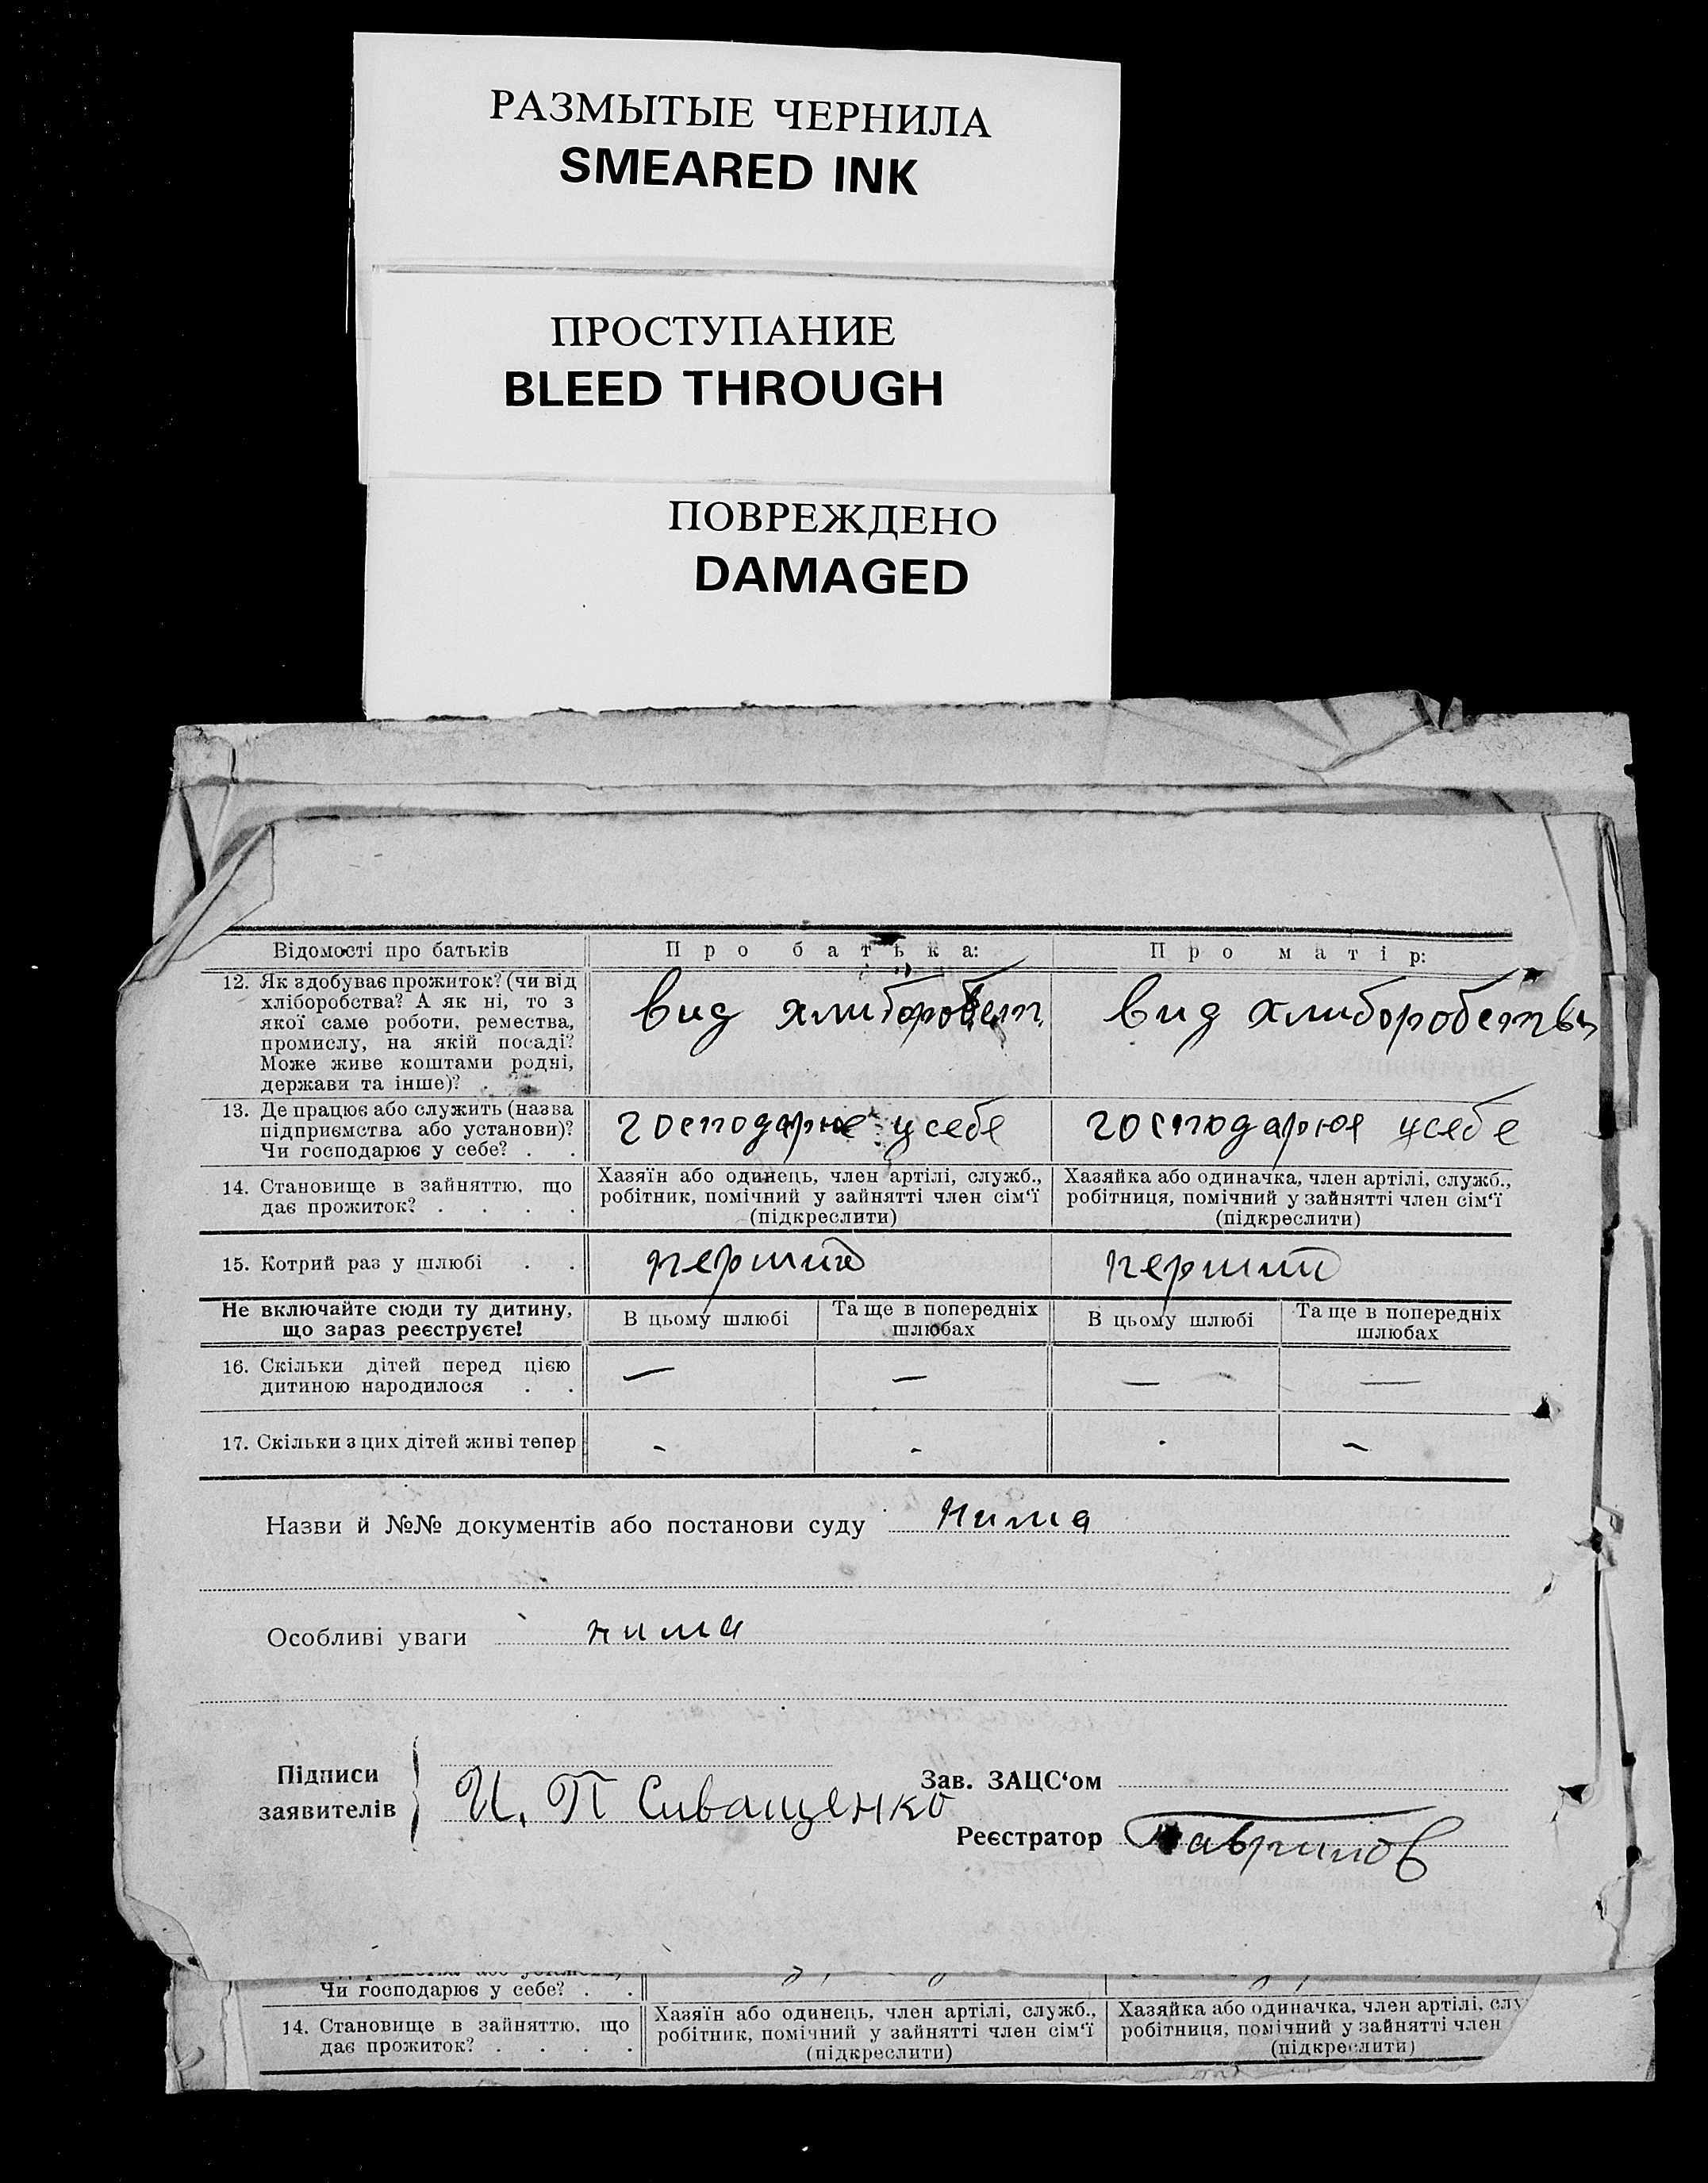 РАЗМЫТЫЕ ЧЕРНИЛА
SMEARED INK
ПРОСТУПАНИЕ
BLEED THROUGH
ПОВРЕЖДЕНО
DAMAGED
Відомості про батьків
Про батька:
Про матір:
12. Як здобуває прожиток? (чи від
хліборобства? А як ні, то з
якої саме роботи, ремества,
промислу, на якій посаді?
Може живе коштами родні,
держави та інше)? .
вид хлиборобст
вид хлиборобства
13. Де працює або служить (назва
підприємства або установи)?
Чи господарює у себе? . .
господарює усебе
господарює усебе
14. Становище в зайняттю, що
дає прожиток? . . . .
Хазяїн або одинець, член артілі, служб.,
робітник, помічний у зайнятті член сім'ї
(підкреслити)
Хазяйка або одиначка, член артілі, служб.,
робітниця, помічний у зайнятті член сім'ї
(підкреслити)
15. Котрий раз у шлюбі . .
перший
перший
Не включайте сюди ту дитину,
що зараз реєструєте!
В цьому шлюбі
Та ще в попередніх
шлюбах
В цьому шлюбі
Та ще в попередніх
шлюбах
16. Скільки дітей перед цією
дитиною народилося . .
— — — —
17. Скільки з цих дітей живі тепер
- - - -
Назви й №№ документів або постанови суду нима
Особливі уваги нима
Підписи
заявителів
И. П Сиващенко
Зав. ЗАЦС'ом
Реєстратор Гаврилов
Чи господарює у себе? . .
14. Становище в зайняттю, що
дає прожиток? . . . .
Хазяїн або одинець, член артілі, служб.,
робітник, помічний у зайнятті член сім'ї
(підкреслити)
Хазяйка або одиначка, член артілі, слу
робітниця, помічний у зайнятті член
(підкреслити)